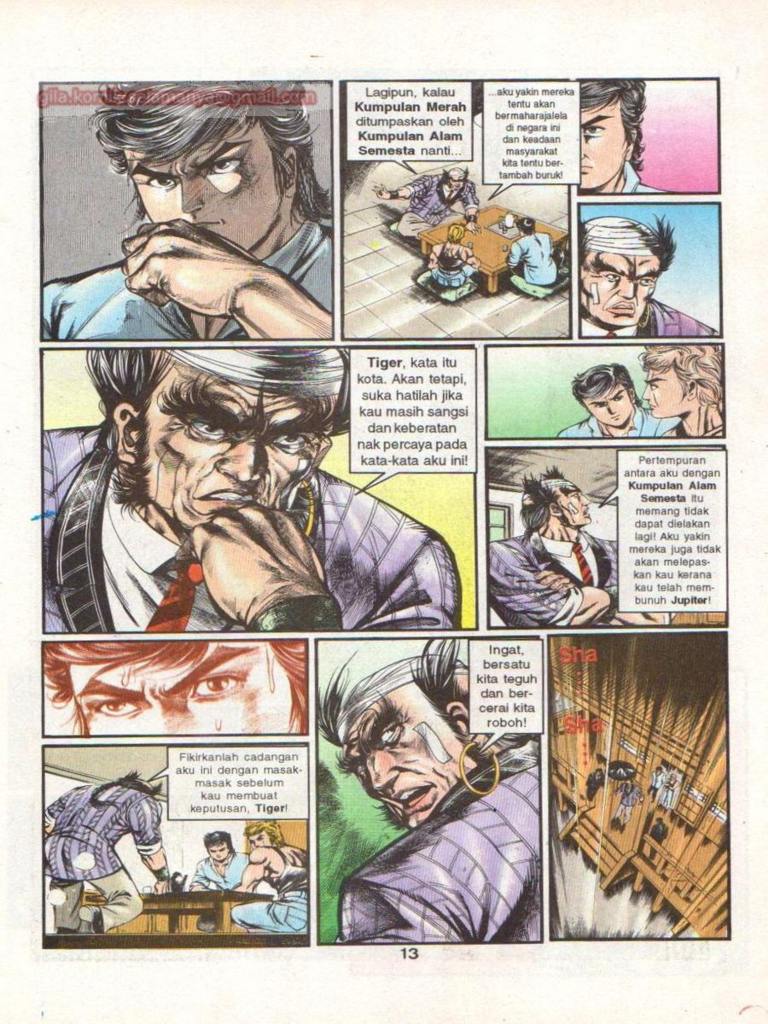 gila.komik@gmail.com
Lagipun, kalau
Kumpulan Merah
ditumpaskan oleh
Kumpulan Alam
Semesta nanti...
...aku yakin mereka
tentu akan
bermaharajalela
di negara ini
dan keadaan
masyarakat
kita tentu ber-
tambah buruk!
Tiger, kata itu
kota. Akan tetapi,
suka hatilah jika
kau masih sangsi
dan keberatan
nak percaya pada
kata-kata aku ini!
Pertempuran
antara aku dengan
Kumpulan Alam
Semesta itu
memang tidak
dapat dielakan
lagi! Aku yakin
mereka juga tidak
akan melepas-
kan kau kerana
kau telah mem-
bunuh Jupiter!
Fikirkanlah cadangan
aku ini dengan masak-
masak sebelum
kau membuat
keputusan, Tiger!
Ingat,
bersatu
kita teguh
dan ber-
cerai kita
roboh!
Sha
Sha
13